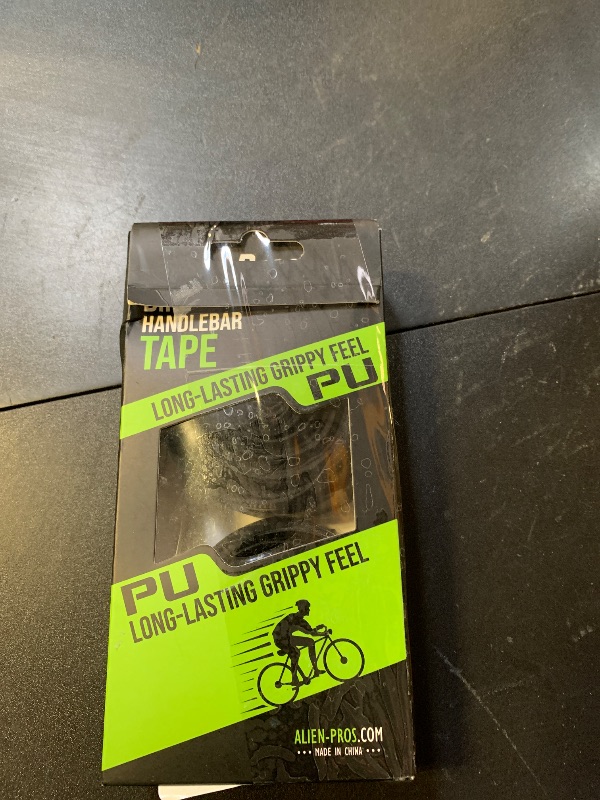 HANDLEBAR
TAPE
LONG-LASTING GRIPPY FEEL
PU
PU
LONG-LASTING GRIPPY FEEL
ALIEN-PROS.COM
••• MADE IN CHINA •••